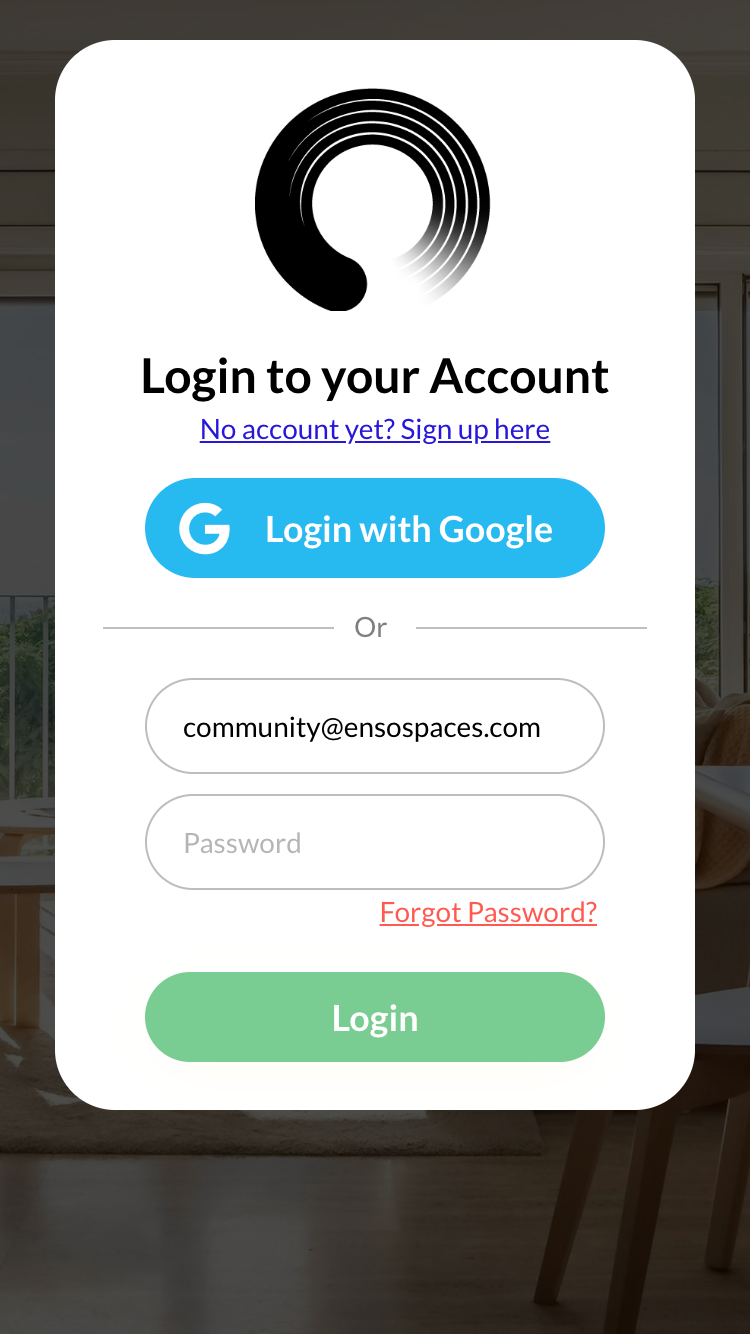 Login to your Account
No account yet? Sign up here
G Login with Google
Or
community@ensospaces.com
Password
Forgot Password?
Login